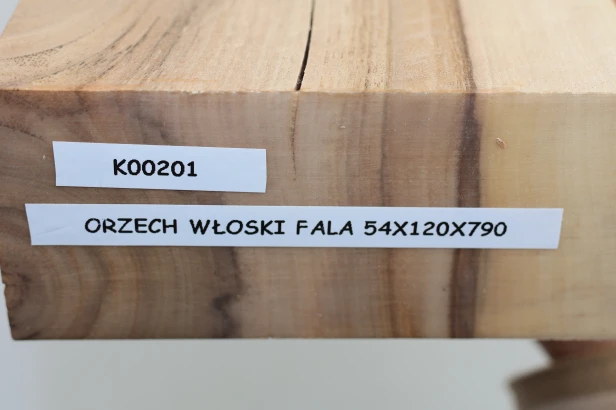 K00201
ORZECH WŁOSKI FALA 54X120X790